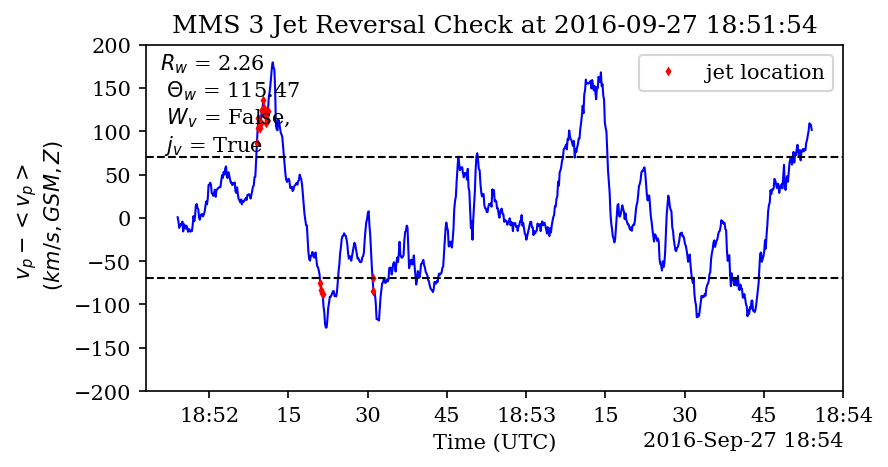 MMS 3 Jet Reversal Check at 2016-09-27 18:51:54
R_w = 2.26
Θ_w = 115.47
W_v = False,
j_v = True
jet location
200
150
100
50
0
−50
−100
−150
−200
v_p − < v_p >
(km/s, GSM, Z)
18:52 15 30 45 18:53 15 30 45 18:54
Time (UTC)
2016-Sep-27 18:54